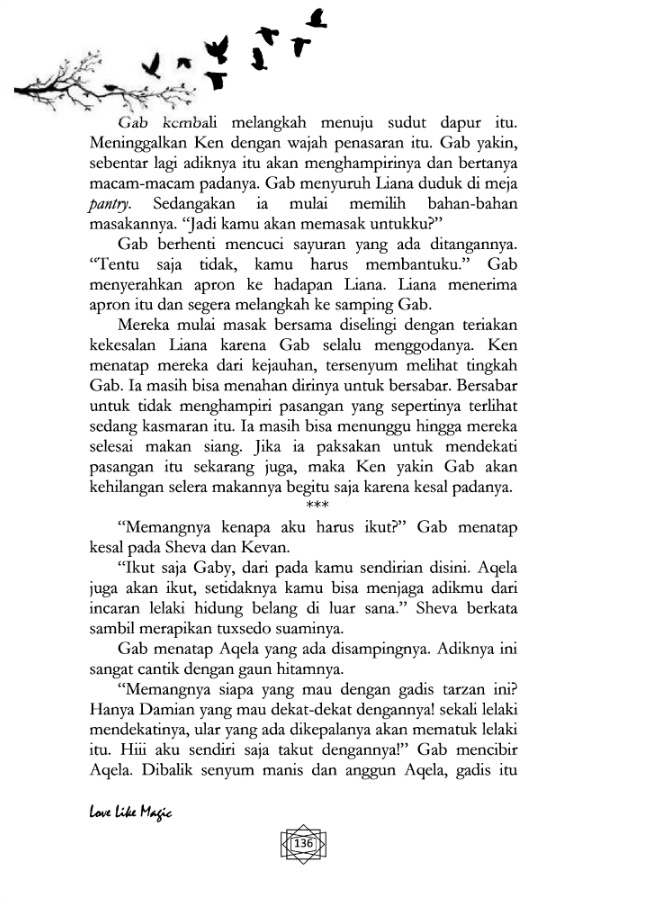 Gab kembali melangkah menuju sudut dapur itu.
Meninggalkan Ken dengan wajah penasaran itu. Gab yakin,
sebentar lagi adiknya itu akan menghampirinya dan bertanya
macam-macam padanya. Gab menyuruh Liana duduk di meja
pantry. Sedangakan ia mulai memilih bahan-bahan
masakannya. “Jadi kamu akan memasak untukku?”
Gab berhenti mencuci sayuran yang ada ditangannya.
“Tentu saja tidak, kamu harus membantuku.” Gab
menyerahkan apron ke hadapan Liana. Liana menerima
apron itu dan segera melangkah ke samping Gab.
Mereka mulai masak bersama diselingi dengan teriakan
kekesalan Liana karena Gab selalu menggodanya. Ken
menatap mereka dari kejauhan, tersenyum melihat tingkah
Gab. Ia masih bisa menahan dirinya untuk bersabar. Bersabar
untuk tidak menghampiri pasangan yang sepertinya terlihat
sedang kasmaran itu. Ia masih bisa menunggu hingga mereka
selesai makan siang. Jika ia paksakan untuk mendekati
pasangan itu sekarang juga, maka Ken yakin Gab akan
kehilangan selera makannya begitu saja karena kesal padanya.
***
“Memangnya kenapa aku harus ikut?” Gab menatap
kesal pada Sheva dan Kevan.
“Ikut saja Gaby, dari pada kamu sendirian disini. Aqela
juga akan ikut, setidaknya kamu bisa menjaga adikmu dari
incaran lelaki hidung belang di luar sana.” Sheva berkata
sambil merapikan tuxsedo suaminya.
Gab menatap Aqela yang ada disampingnya. Adiknya ini
sangat cantik dengan gaun hitamnya.
“Memangnya siapa yang mau dengan gadis tarzan ini?
Hanya Damian yang mau dekat-dekat dengannya! sekali lelaki
mendekatinya, ular yang ada dikepalanya akan mematuk lelaki
itu. Hiii aku sendiri saja takut dengannya!” Gab mencibir
Aqela. Dibalik senyum manis dan anggun Aqela, gadis itu
Love Like Magic
136